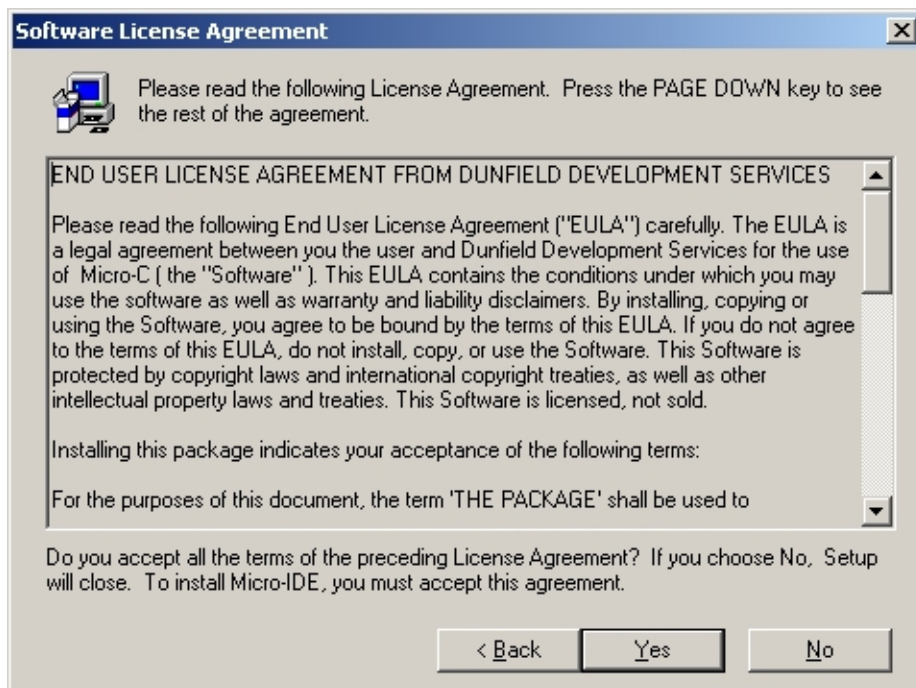 Software License Agreement
Please read the following License Agreement.  Press the PAGE DOWN key to see
the rest of the agreement.
END USER LICENSE AGREEMENT FROM DUNFIELD DEVELOPMENT SERVICES
Please read the following End User License Agreement ("EULA") carefully. The EULA is
a legal agreement between you the user and Dunfield Development Services for the use
of  Micro-C ( the "Software" ). This EULA contains the conditions under which you may
use the software as well as warranty and liability disclaimers. By installing, copying or
using the Software, you agree to be bound by the terms of this EULA. If you do not agree
to the terms of this EULA, do not install, copy, or use the Software. This Software is
protected by copyright laws and international copyright treaties, as well as other
intellectual property laws and treaties. This Software is licensed, not sold.
Installing this package indicates your acceptance of the following terms:
For the purposes of this document, the term 'THE PACKAGE' shall be used to
Do you accept all the terms of the preceding License Agreement?  If you choose No,  Setup
will close.  To install Micro-IDE, you must accept this agreement.
< Back
Yes
No